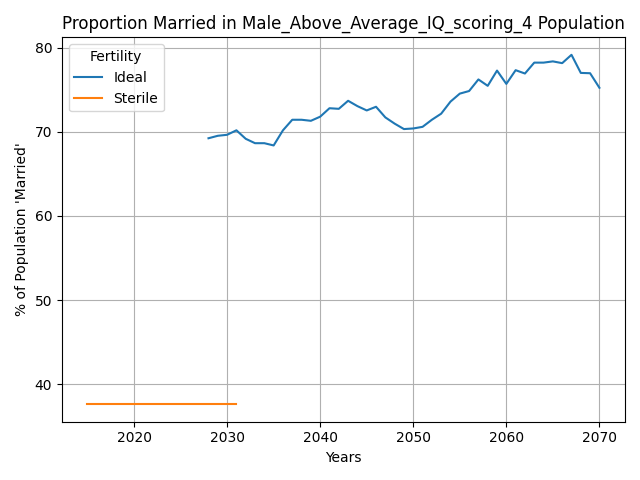 Proportion Married in Male_Above_Average_IQ_scoring_4 Population
Fertility
Ideal
Sterile
% of Population 'Married'
80
70
60
50
40
2020 2030 2040 2050 2060 2070
Years